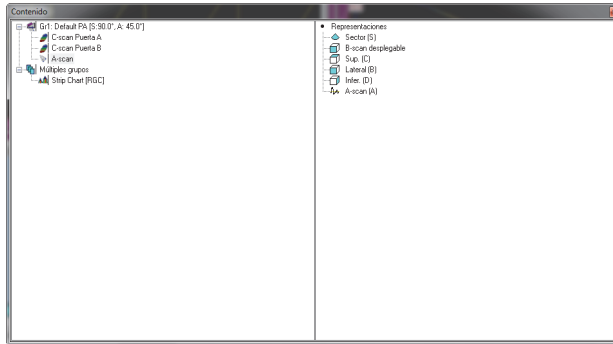 Contenido
Gr1: Default PA [S:90.0°, A: 45.0°]
C-scan Puerta A
C-scan Puerta B
A-scan
Múltiples grupos
Strip Chart [RGC]
Representaciones
Sector (S)
B-scan desplegable
Sup. (C)
Lateral (B)
Infer. (D)
A-scan (A)